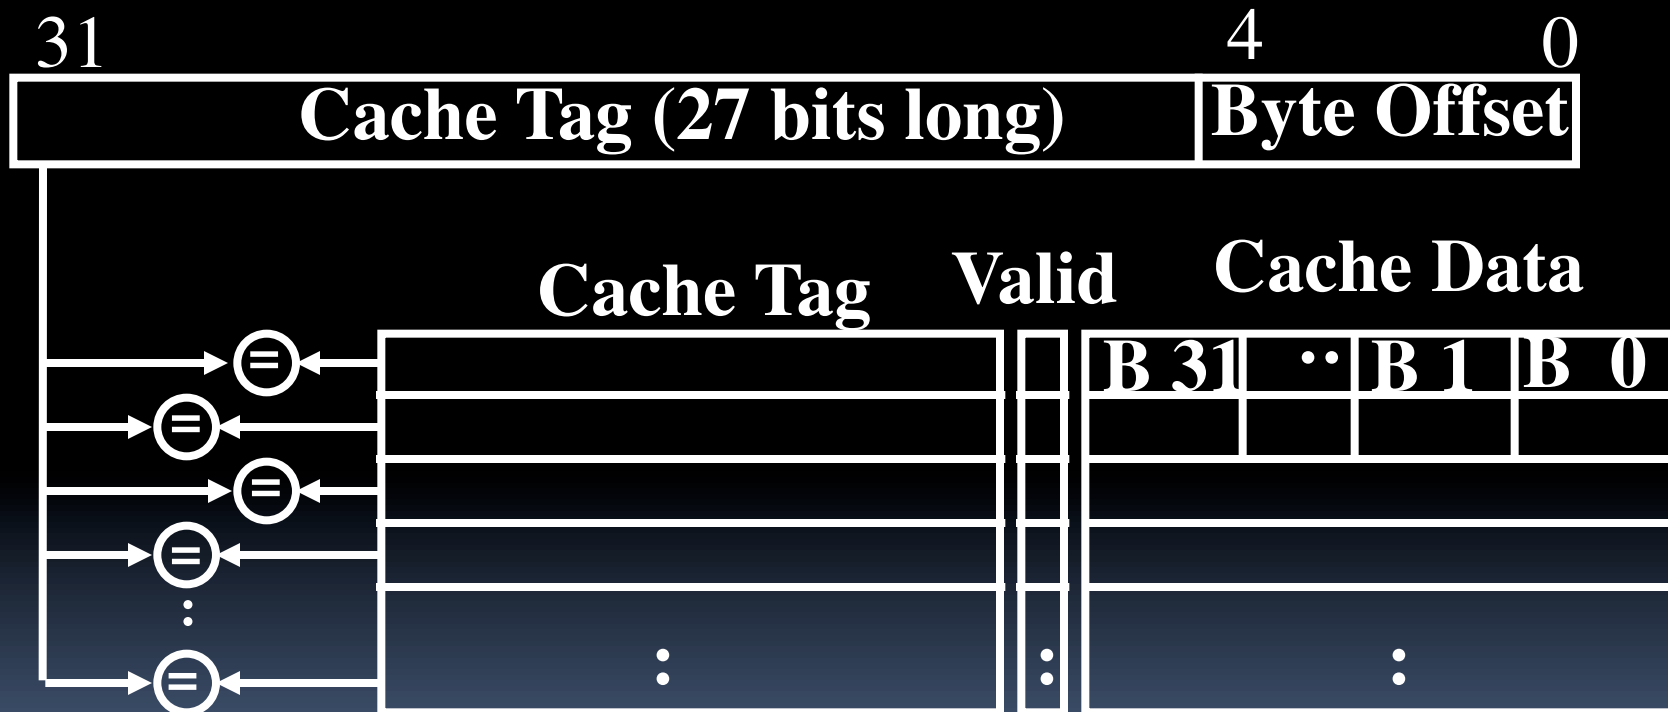 31 4 0
Cache Tag (27 bits long) Byte Offset
Cache Tag Valid Cache Data
= B 31 ·· B 1 B 0
=
=
=
:
= : : :